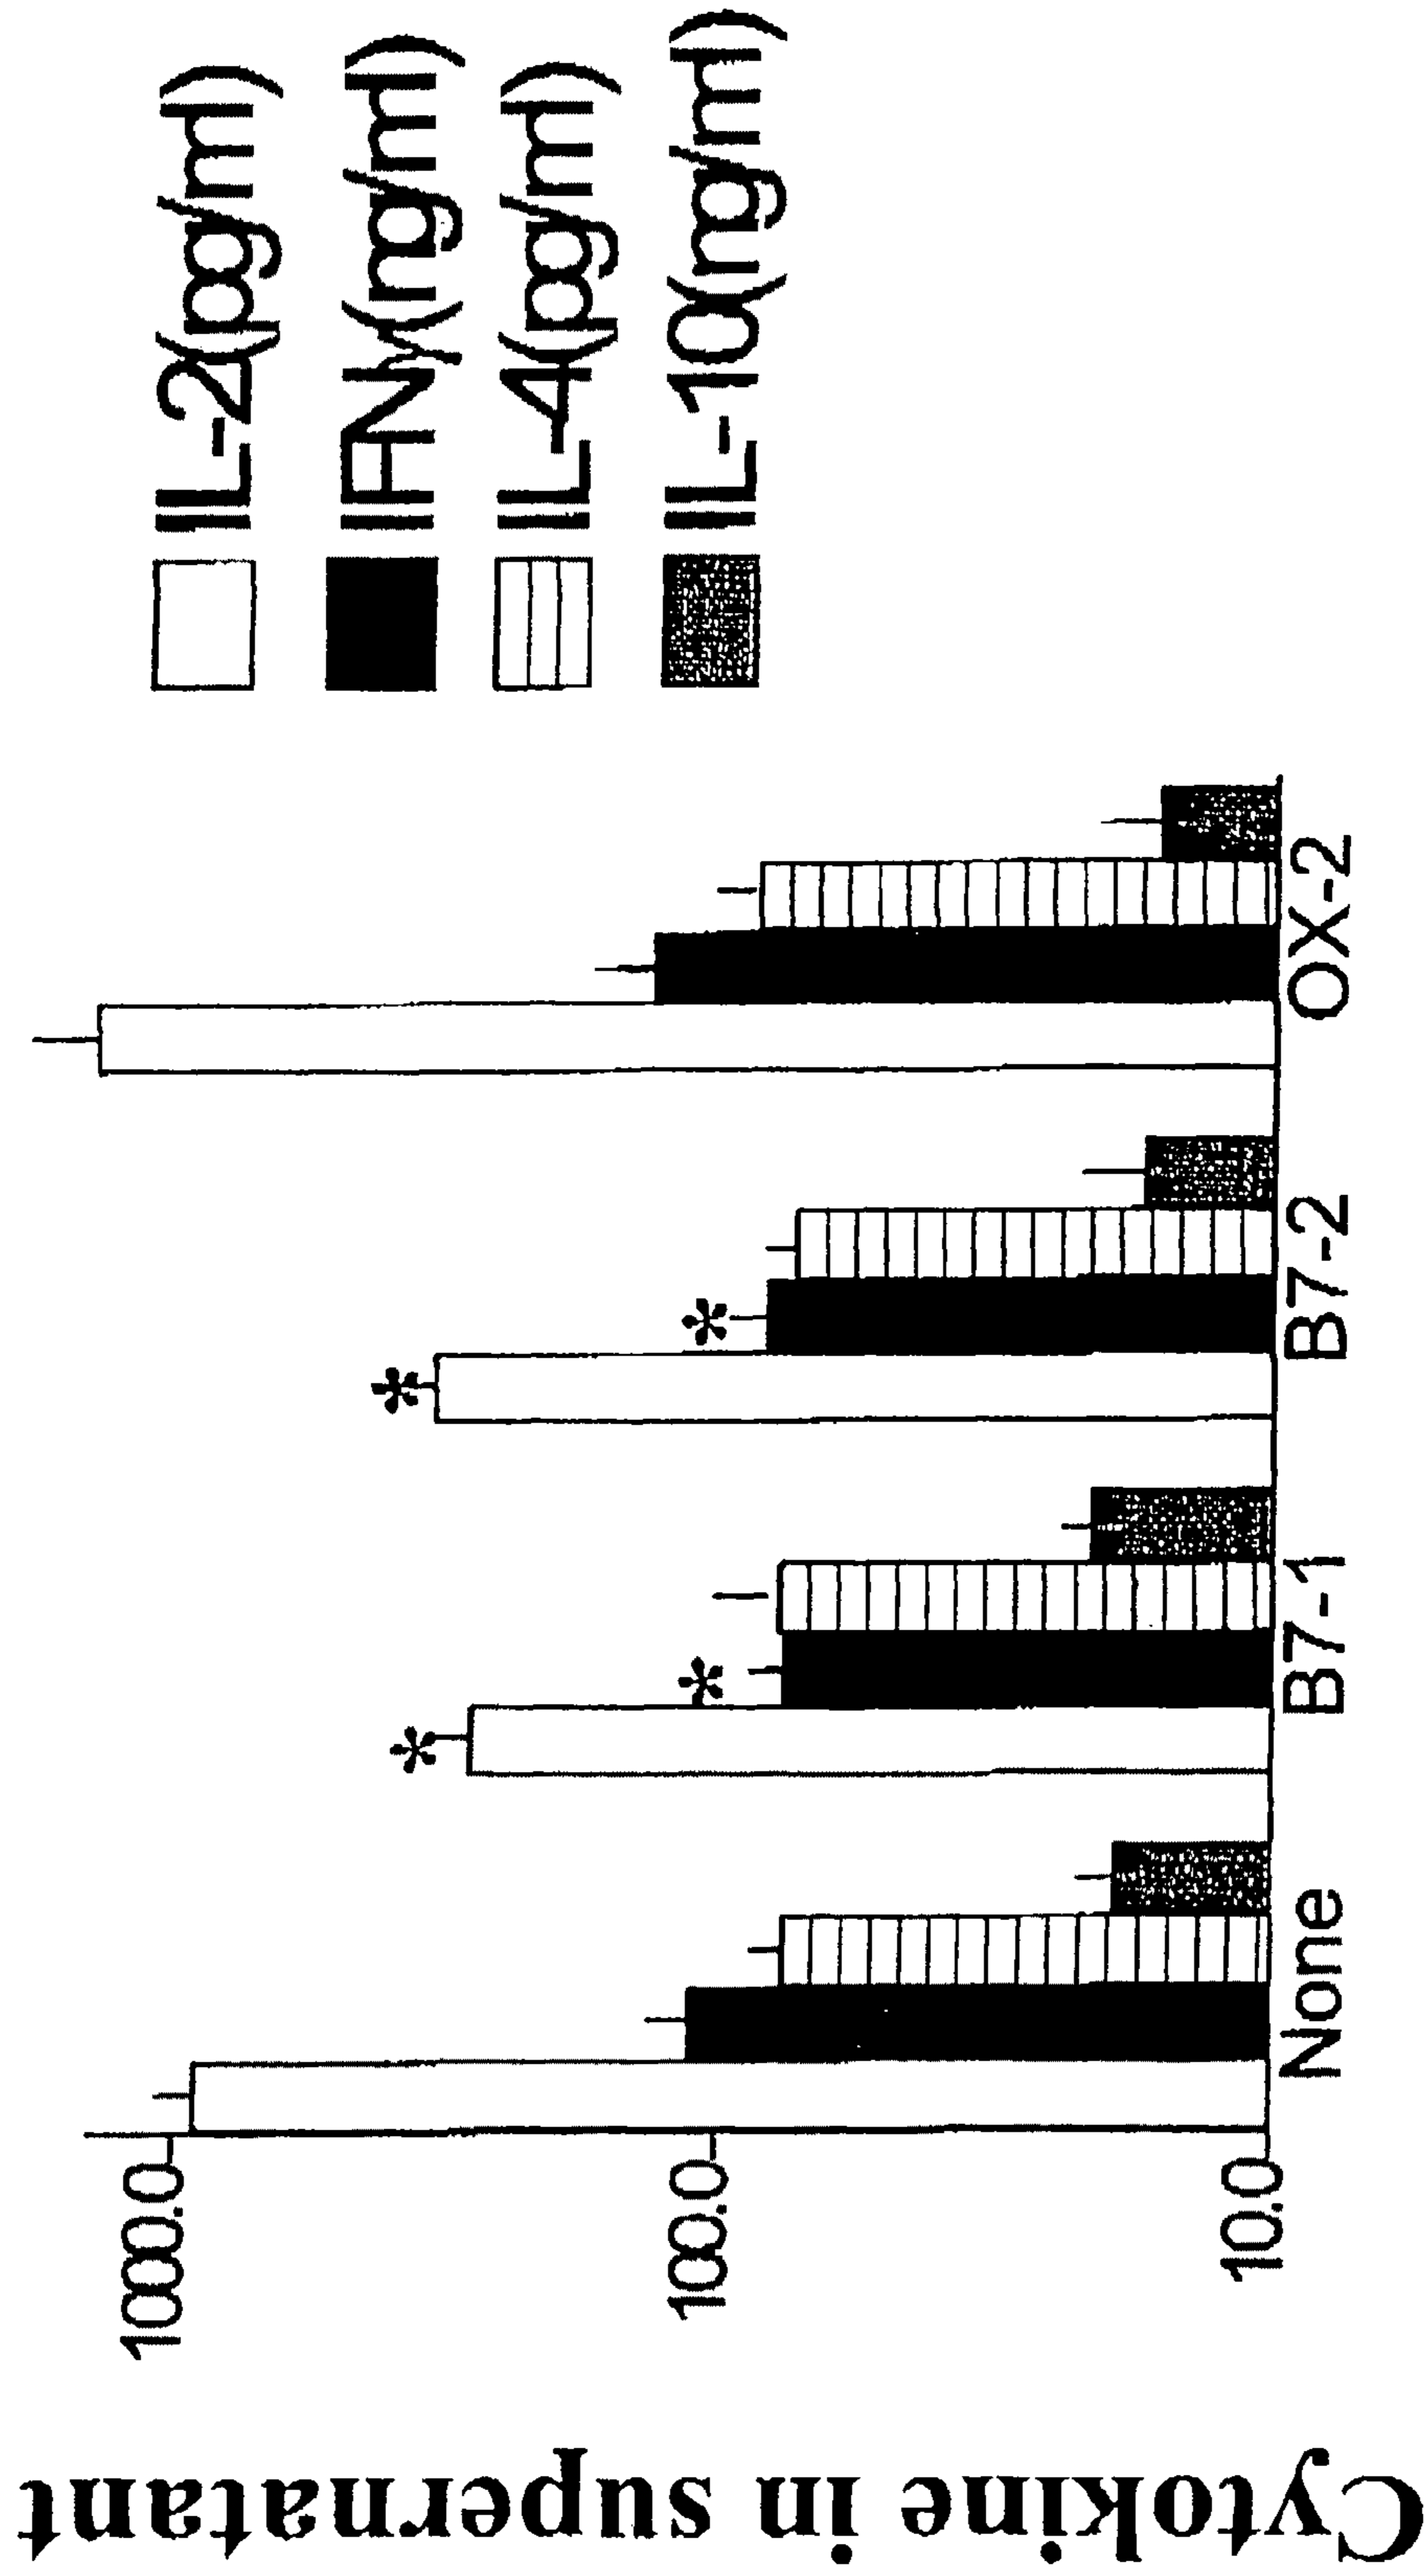 Cytokine in supernatant
1000.0
100.0
10.0
None
B7-1
B7-2
OX-2
*
*
*
*
IL-2(pg/ml)
IFNγ(ng/ml)
IL-4(pg/ml)
IL-10(ng/ml)